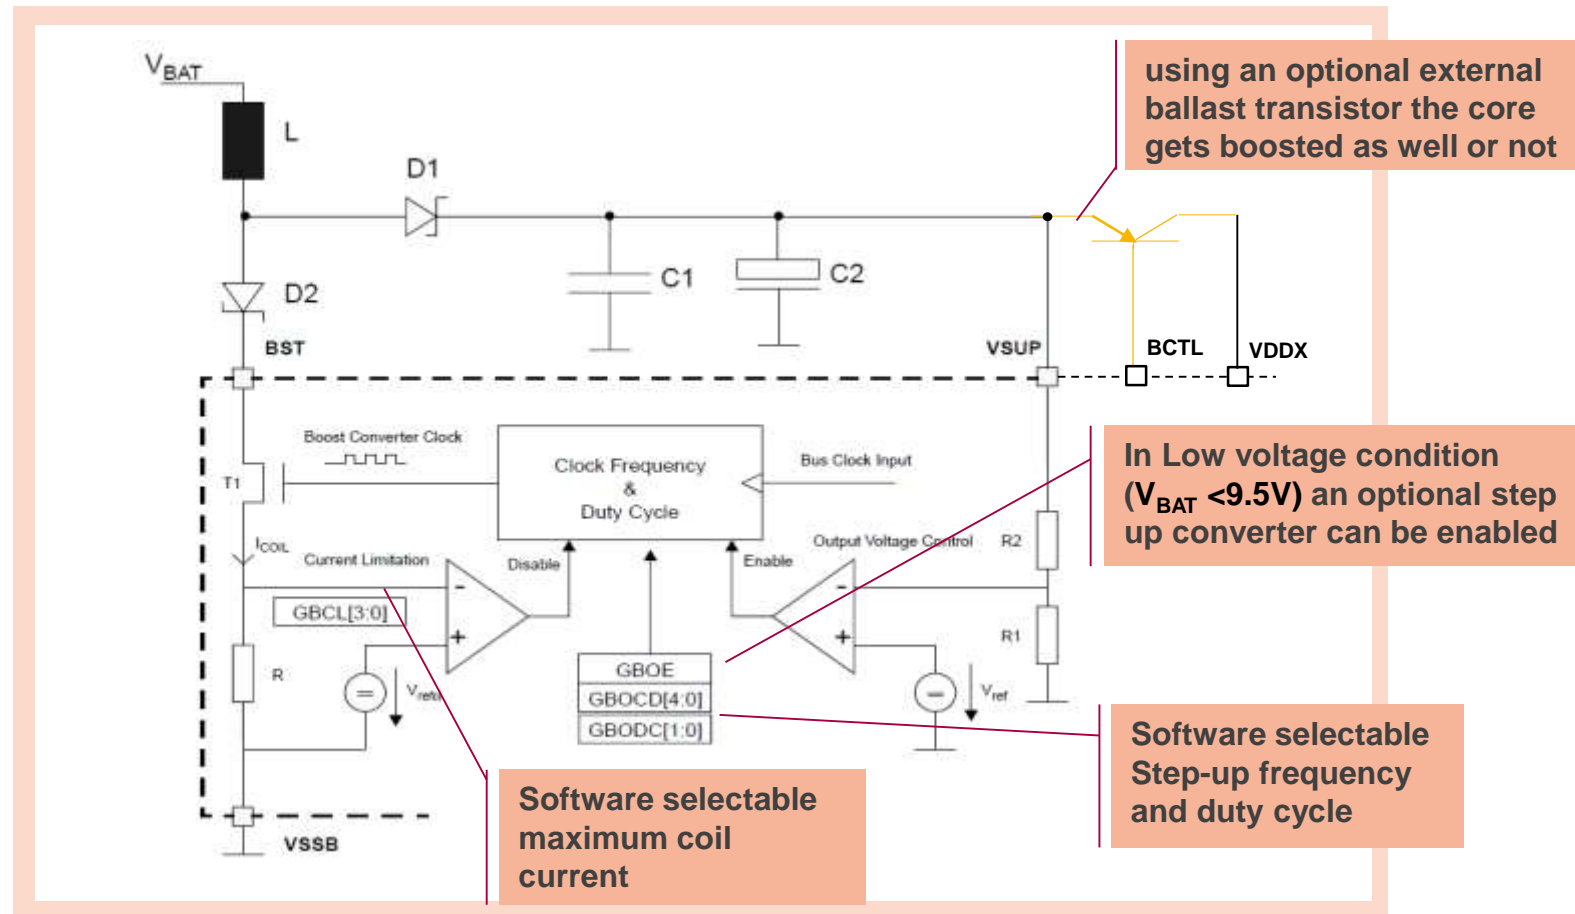 using an optional external
ballast transistor the core
gets boosted as well or not
VBAT
L
D1
D2
C1
C2
BST
VSUP
BCTL
VDDX
In Low voltage condition
(VBAT <9.5V) an optional step
up converter can be enabled
Boost Converter Clock
Clock Frequency
&
Duty Cycle
Bus Clock Input
T1
ICOIL
Current Limitation
Disable
Enable
Output Voltage Control
R2
GBCL[3:0]
-
+
-
+
R1
R
=
GBOE
GBOCD[4:0]
GBODC[1:0]
Vref
Software selectable
Step-up frequency
and duty cycle
Software selectable
maximum coil
current
VSSB